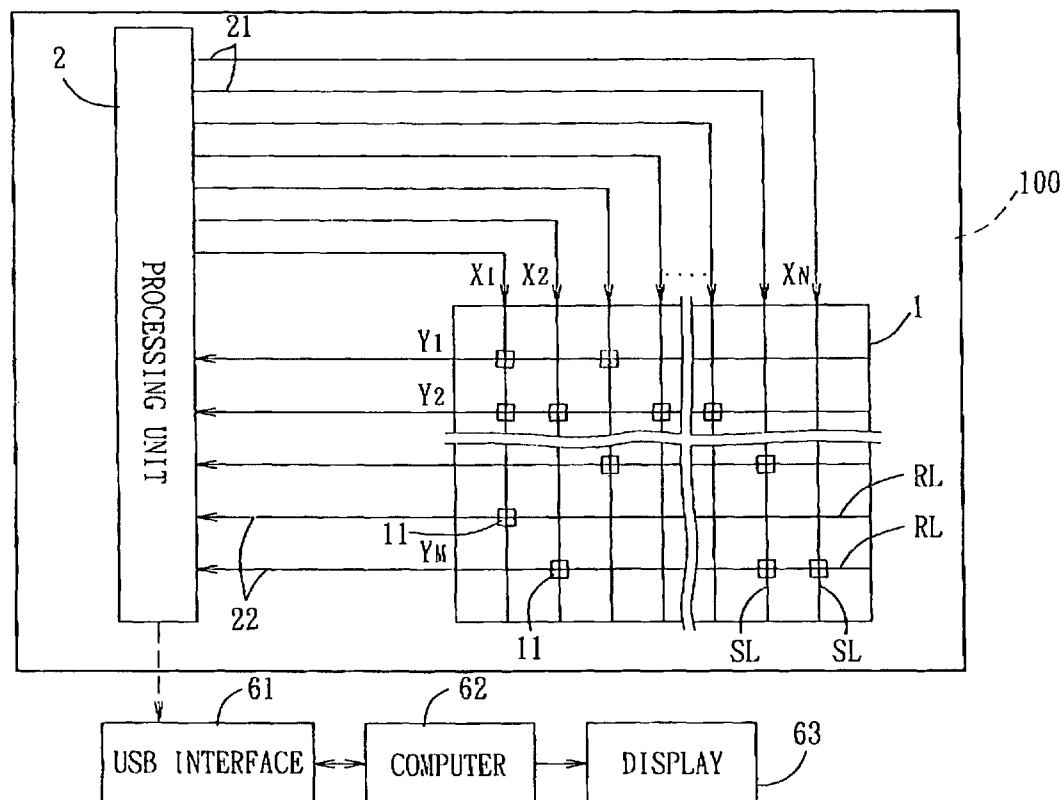 21
2
100
X1 X2 ..... XN
1
Y1
Y2
PROCESSING UNIT
RL
11
RL
YM
22
11
SL
SL
61
62
63
USB INTERFACE
COMPUTER
DISPLAY